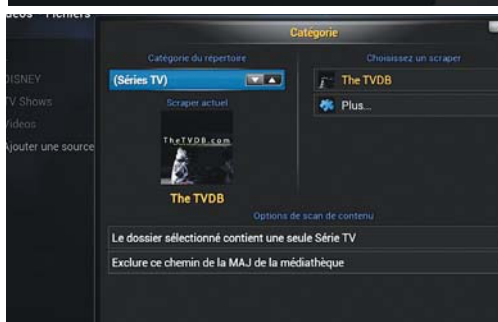 Vidéos - Fichiers
Catégorie
Catégorie du répertoire
Choisissez un scraper
DISNEY
TV Shows
Videos
Ajouter une source
(Séries TV)
The TVDB
Plus...
Scraper actuel
TheTVDB.com
The TVDB
Options de scan de contenu
Le dossier sélectionné contient une seule Série TV
Exclure ce chemin de la MAJ de la médiathèque